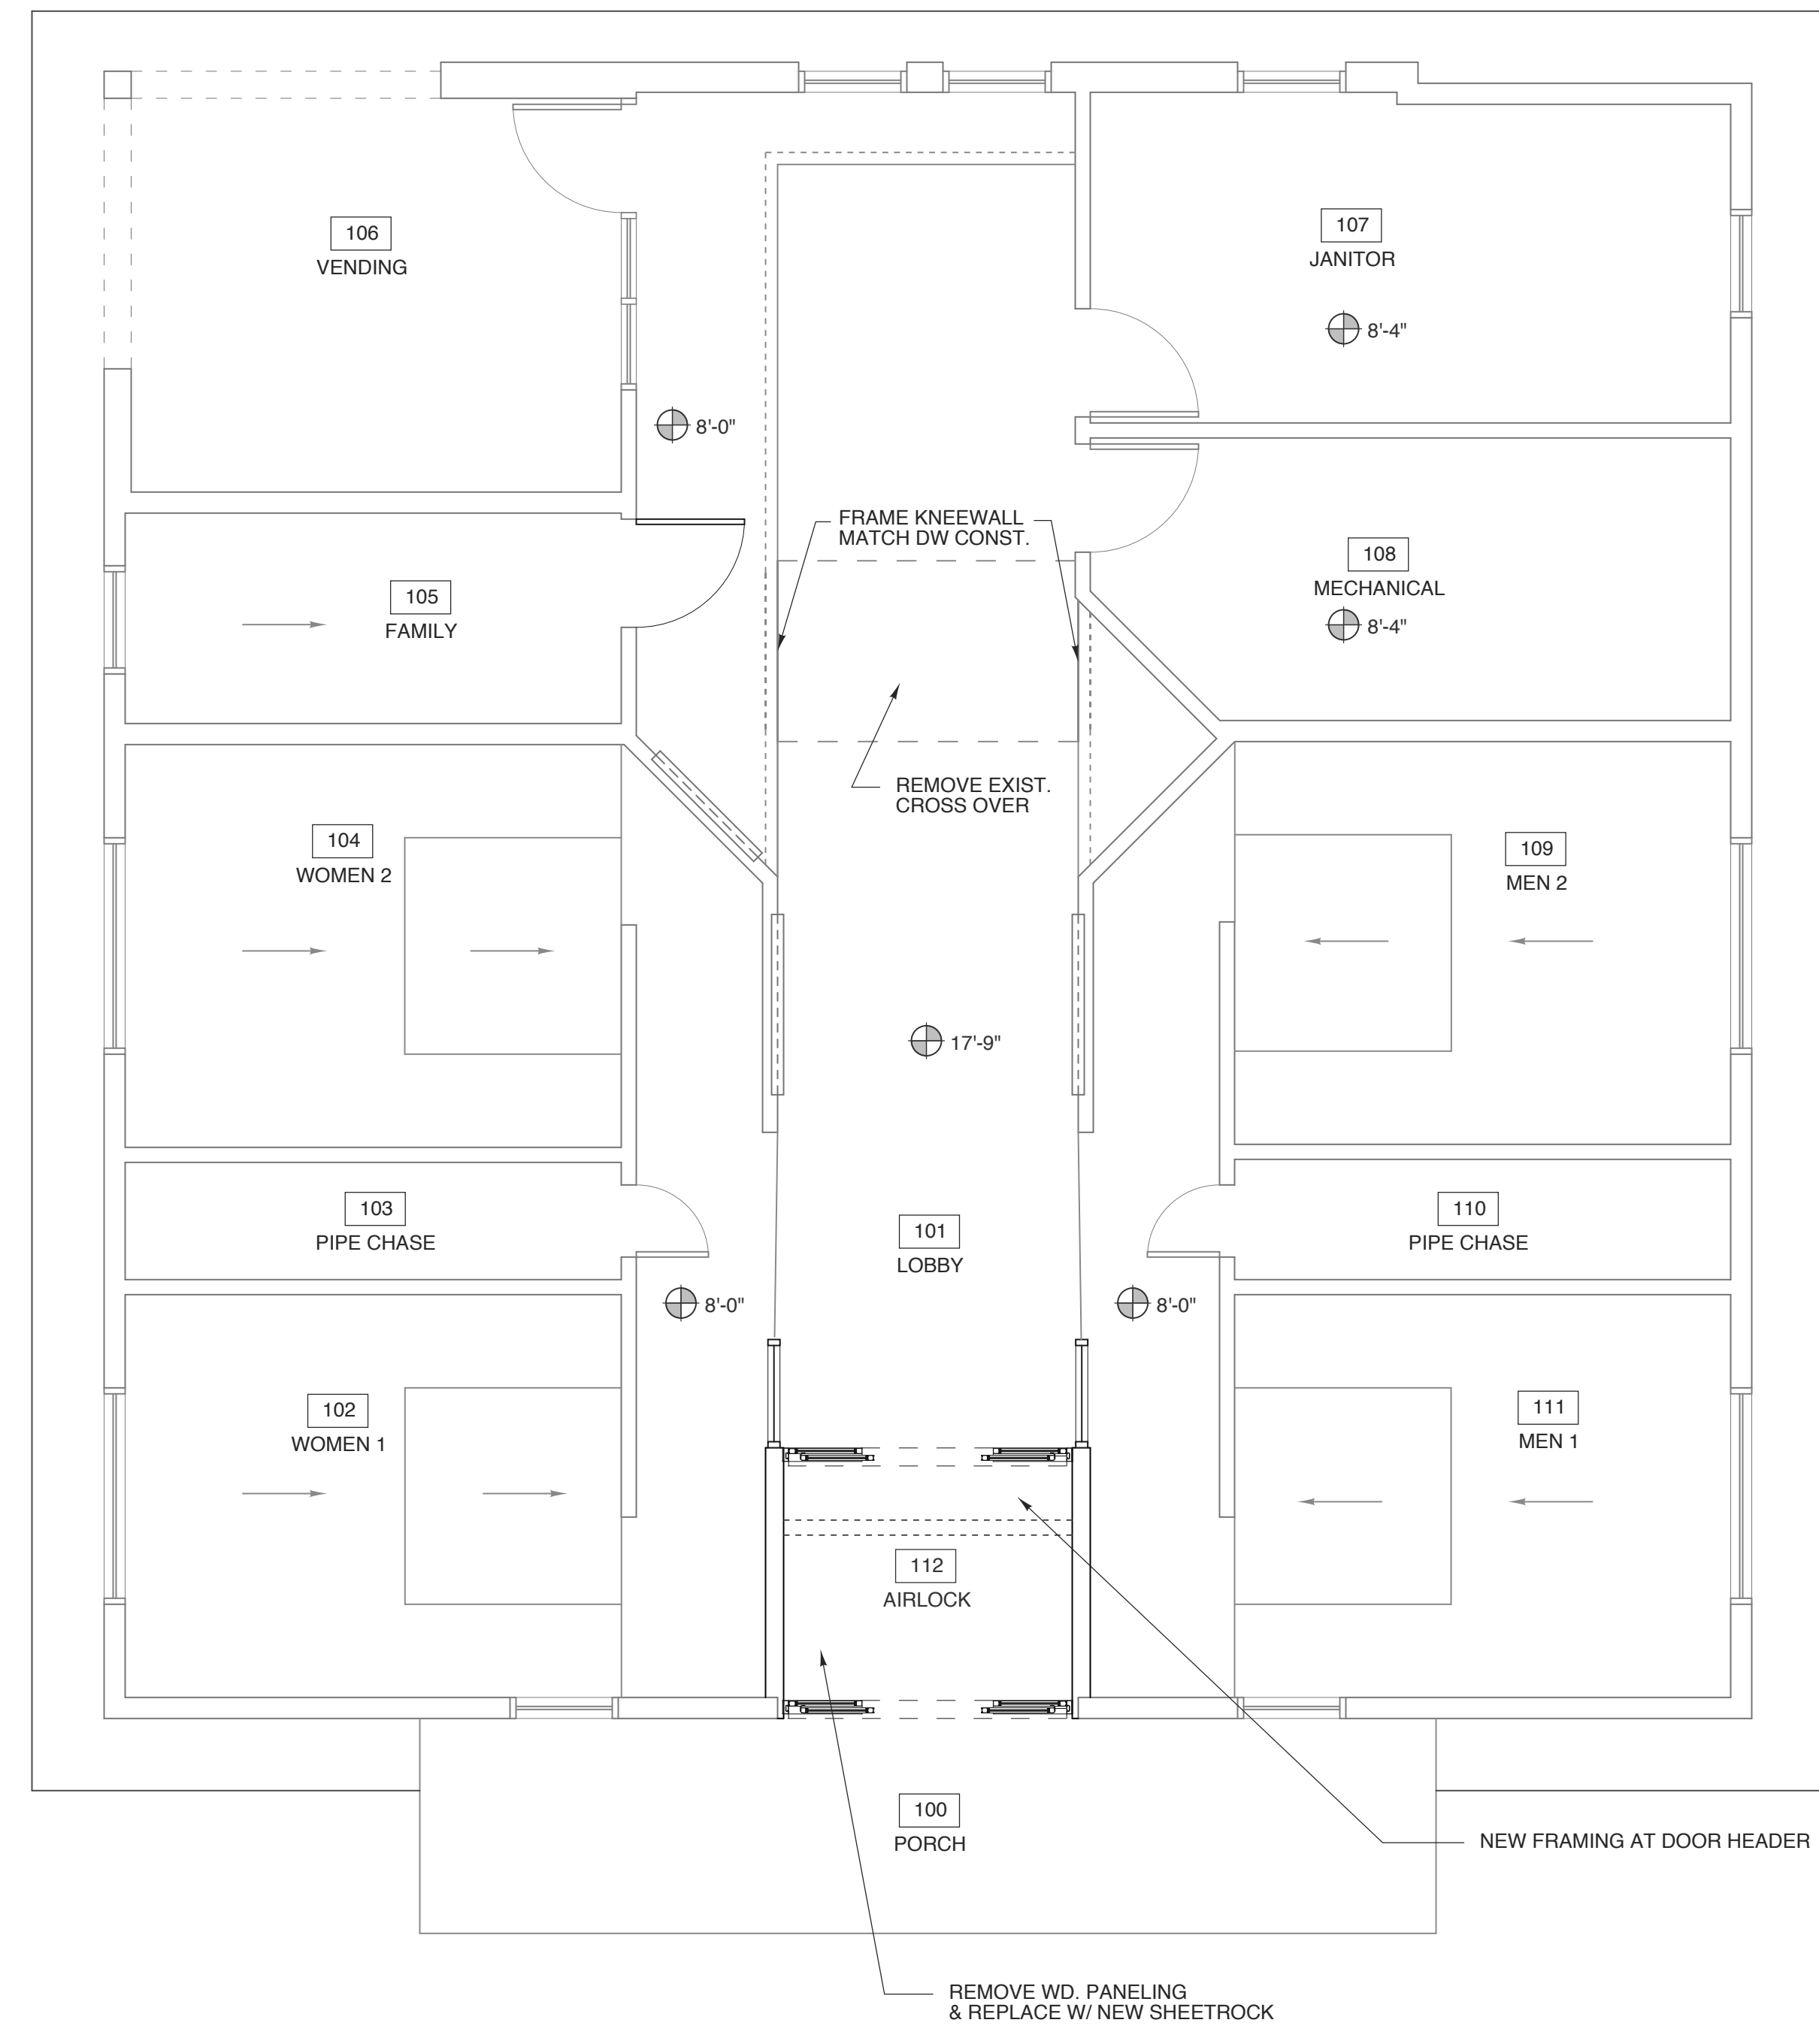 106
VENDING
107
JANITOR
8'-4"
8'-0"
FRAME KNEEWALL
MATCH DW CONST.
108
MECHANICAL
8'-4"
105
FAMILY
REMOVE EXIST.
CROSS OVER
104
WOMEN 2
109
MEN 2
17'-9"
103
PIPE CHASE
101
LOBBY
110
PIPE CHASE
8'-0"
8'-0"
102
WOMEN 1
111
MEN 1
112
AIRLOCK
100
PORCH
NEW FRAMING AT DOOR HEADER
REMOVE WD. PANELING
& REPLACE W/ NEW SHEETROCK